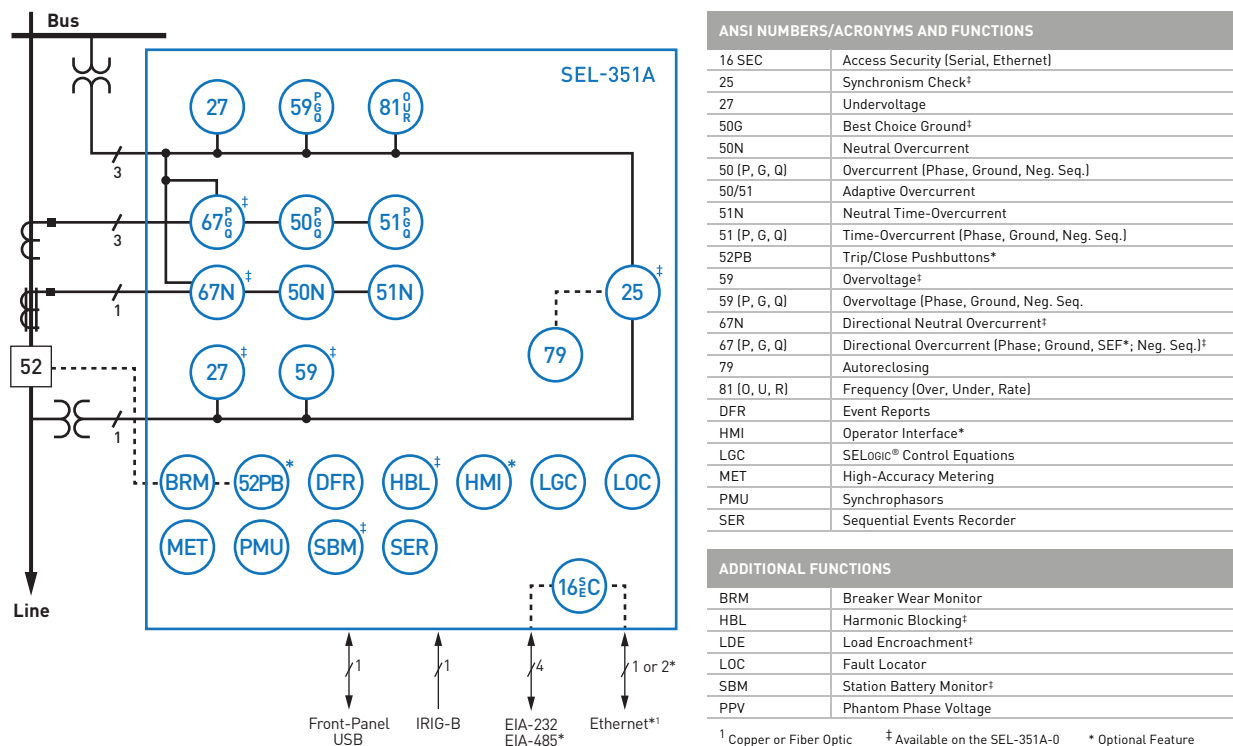 Bus
SEL-351A
27
59 P G Q
81 O U R
3
67 P G Q ‡
50 P G Q
51 P G Q
3
67N ‡
50N
51N
25 ‡
1
79
52
27 ‡
59 ‡
1
BRM
52PB *
DFR
HBL ‡
HMI *
LGC
LOC
MET
PMU
SBM ‡
SER
16 S E C
Line
1
1
4
1 or 2*
Front-Panel
USB
IRIG-B
EIA-232
EIA-485*
Ethernet*1
ANSI NUMBERS/ACRONYMS AND FUNCTIONS
16 SEC Access Security (Serial, Ethernet)
25 Synchronism Check‡
27 Undervoltage
50G Best Choice Ground‡
50N Neutral Overcurrent
50 (P, G, Q) Overcurrent (Phase, Ground, Neg. Seq.)
50/51 Adaptive Overcurrent
51N Neutral Time-Overcurrent
51 (P, G, Q) Time-Overcurrent (Phase, Ground, Neg. Seq.)
52PB Trip/Close Pushbuttons*
59 Overvoltage‡
59 (P, G, Q) Overvoltage (Phase, Ground, Neg. Seq.
67N Directional Neutral Overcurrent‡
67 (P, G, Q) Directional Overcurrent (Phase; Ground, SEF*; Neg. Seq.)‡
79 Autoreclosing
81 (O, U, R) Frequency (Over, Under, Rate)
DFR Event Reports
HMI Operator Interface*
LGC SELOGIC® Control Equations
MET High-Accuracy Metering
PMU Synchrophasors
SER Sequential Events Recorder
ADDITIONAL FUNCTIONS
BRM Breaker Wear Monitor
HBL Harmonic Blocking‡
LDE Load Encroachment‡
LOC Fault Locator
SBM Station Battery Monitor‡
PPV Phantom Phase Voltage
1 Copper or Fiber Optic ‡ Available on the SEL-351A-0 * Optional Feature